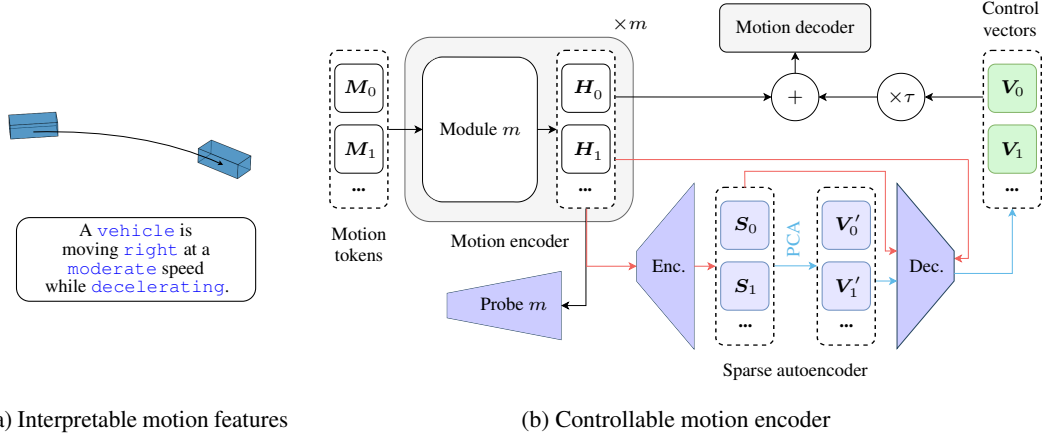 A vehicle is
moving right at a
moderate speed
while decelerating.
a) Interpretable motion features
×m
Motion decoder
Control
vectors
M₀
M₁
...
Motion
tokens
Module m
H₀
H₁
...
Motion encoder
+
×τ
V₀
V₁
...
Probe m
Enc.
S₀
S₁
...
PCA
V′₀
V′₁
...
Dec.
Sparse autoencoder
(b) Controllable motion encoder